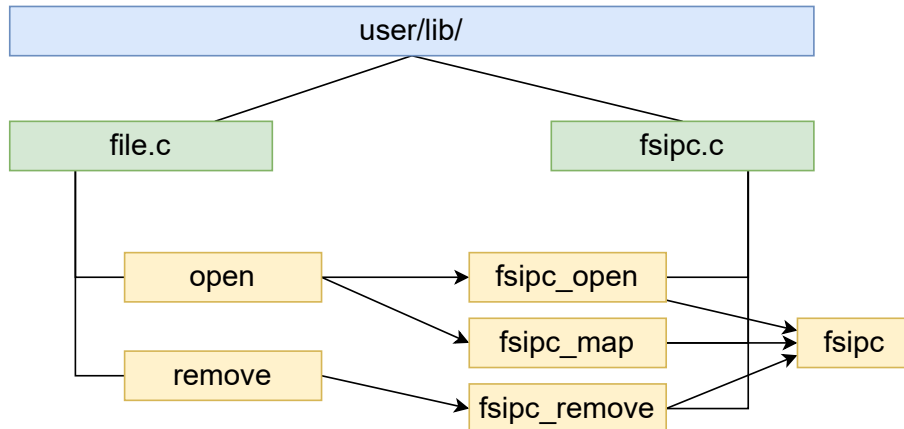 user/lib/
file.c
fsipc.c
open
fsipc_open
fsipc_map
fsipc
remove
fsipc_remove